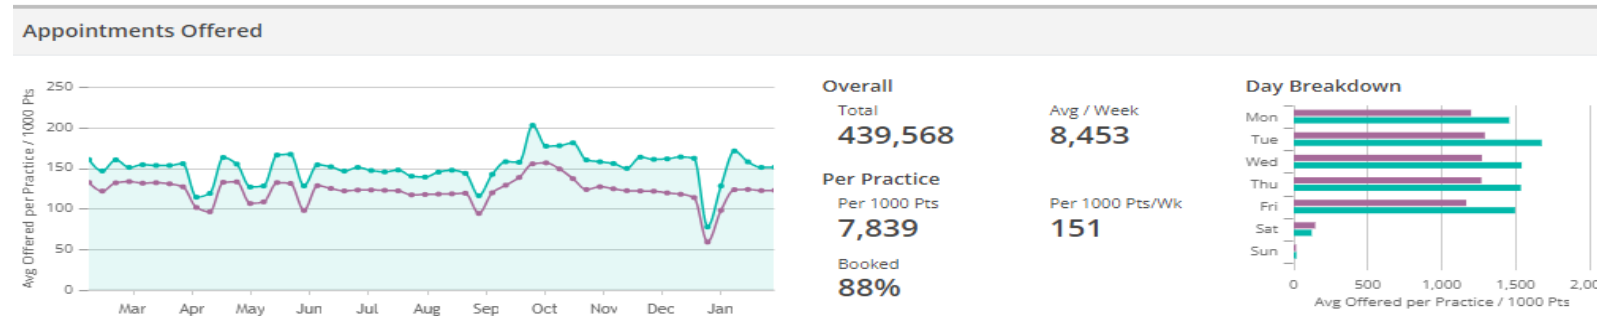 Appointments Offered
Avg Offered per Practice / 1000 Pts
250
200
150
100
50
0
Mar Apr May Jun Jul Aug Sep Oct Nov Dec Jan
Overall
Total Avg / Week
439,568 8,453
Per Practice
Per 1000 Pts Per 1000 Pts/Wk
7,839 151
Booked
88%
Day Breakdown
Mon
Tue
Wed
Thu
Fri
Sat
Sun
0 500 1,000 1,500 2,00
Avg Offered per Practice / 1000 Pts